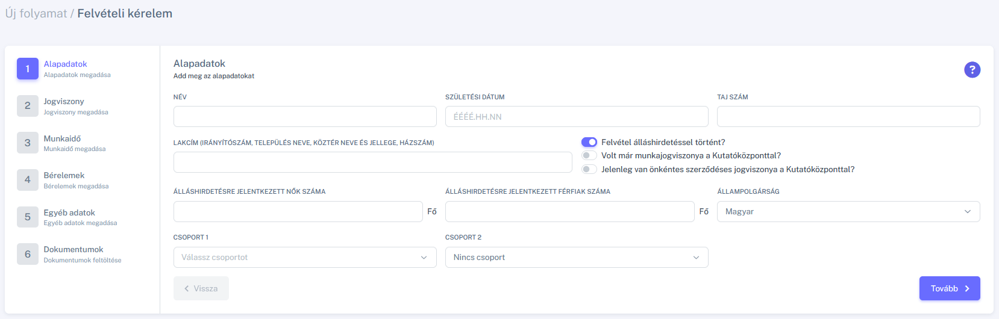 Új folyamat / Felvételi kérelem
1
Alapadatok
Alapadatok megadása
2
Jogviszony
Jogviszony megadása
3
Munkaidő
Munkaidő megadása
4
Bérelemek
Bérelemek megadása
5
Egyéb adatok
Egyéb adatok megadása
6
Dokumentumok
Dokumentumok feltöltése
Alapadatok
Add meg az alapadatokat
?
NÉV
SZÜLETÉSI DÁTUM
TAJ SZÁM
ÉÉÉÉ.HH.NN
LAKCÍM (IRÁNYÍTÓSZÁM, TELEPÜLÉS NEVE, KÖZTÉR NEVE ÉS JELLEGE, HÁZSZÁM)
Felvétel álláshirdetéssel történt?
Volt már munkajogviszonya a Kutatóközponttal?
Jelenleg van önkéntes szerződéses jogviszonya a Kutatóközponttal?
ÁLLÁSHIRDETÉSRE JELENTKEZETT NŐK SZÁMA
ÁLLÁSHIRDETÉSRE JELENTKEZETT FÉRFIAK SZÁMA
ÁLLAMPOLGÁRSÁG
Fő
Fő
Magyar
CSOPORT 1
CSOPORT 2
Válassz csoportot
Nincs csoport
Vissza
Tovább